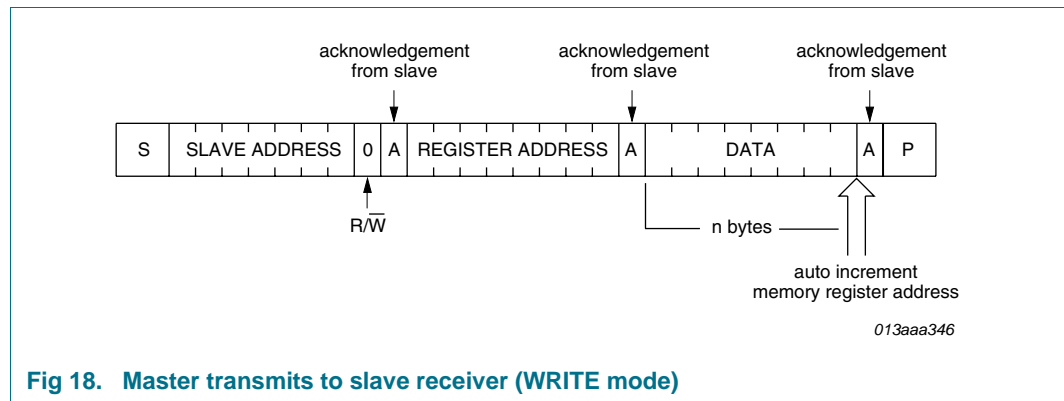 acknowledgement
from slave
acknowledgement
from slave
acknowledgement
from slave
S SLAVE ADDRESS 0 A REGISTER ADDRESS A DATA A P
R/W̅
n bytes
auto increment
memory register address
013aaa346
Fig 18. Master transmits to slave receiver (WRITE mode)